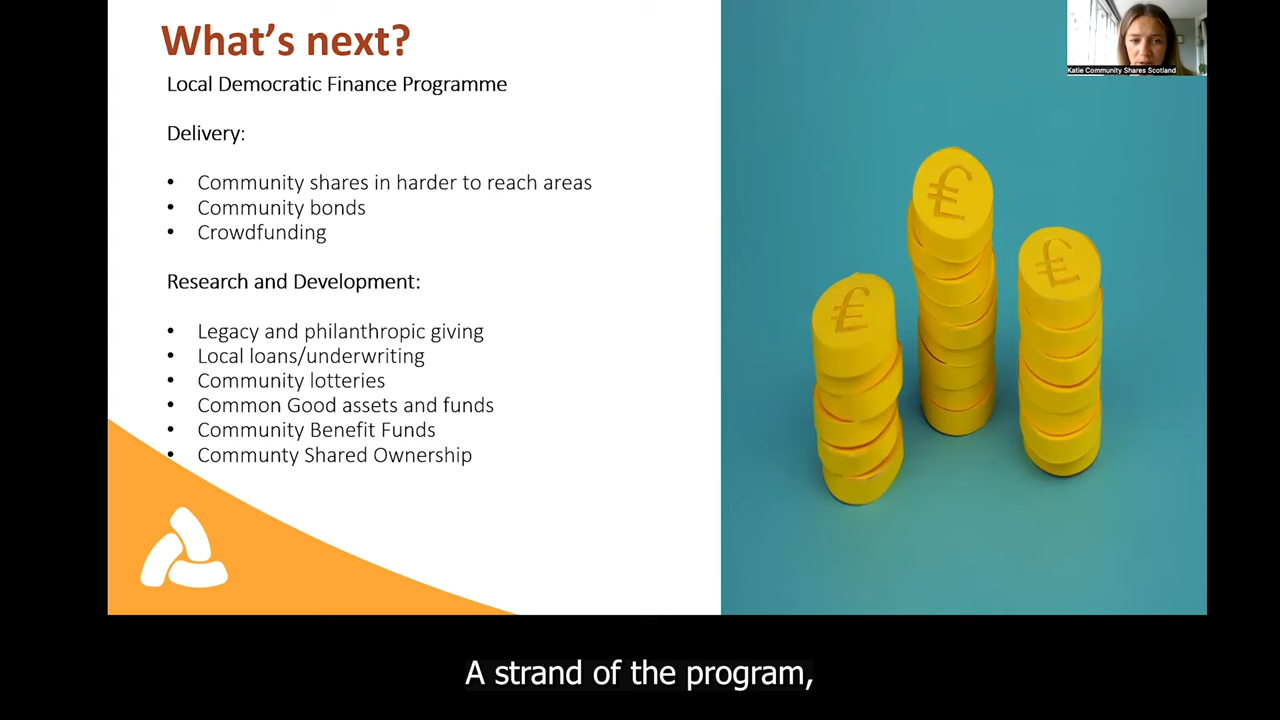 What's next?
Local Democratic Finance Programme
Delivery:
• Community shares in harder to reach areas
• Community bonds
• Crowdfunding
Research and Development:
• Legacy and philanthropic giving
• Local loans/underwriting
• Community lotteries
• Common Good assets and funds
• Community Benefit Funds
• Communty Shared Ownership
£
£
£
Katie Community Shares Scotland
A strand of the program,